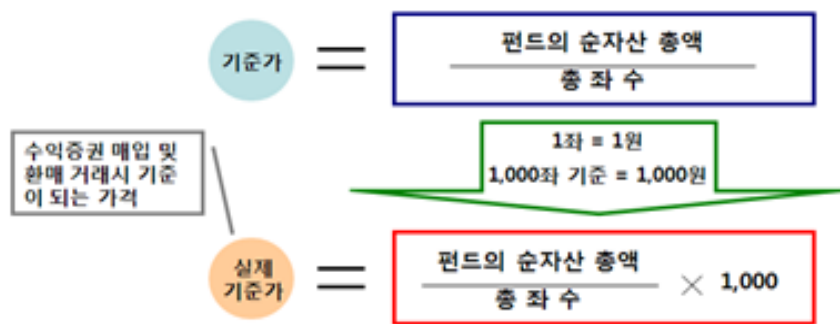 기준가
=
펀드의 순자산 총액
총 좌 수
수익증권 매입 및
환매 거래시 기준
이 되는 가격
1좌 = 1원
1,000좌 기준 = 1,000원
실제
기준가
=
펀드의 순자산 총액
총 좌 수
× 1,000